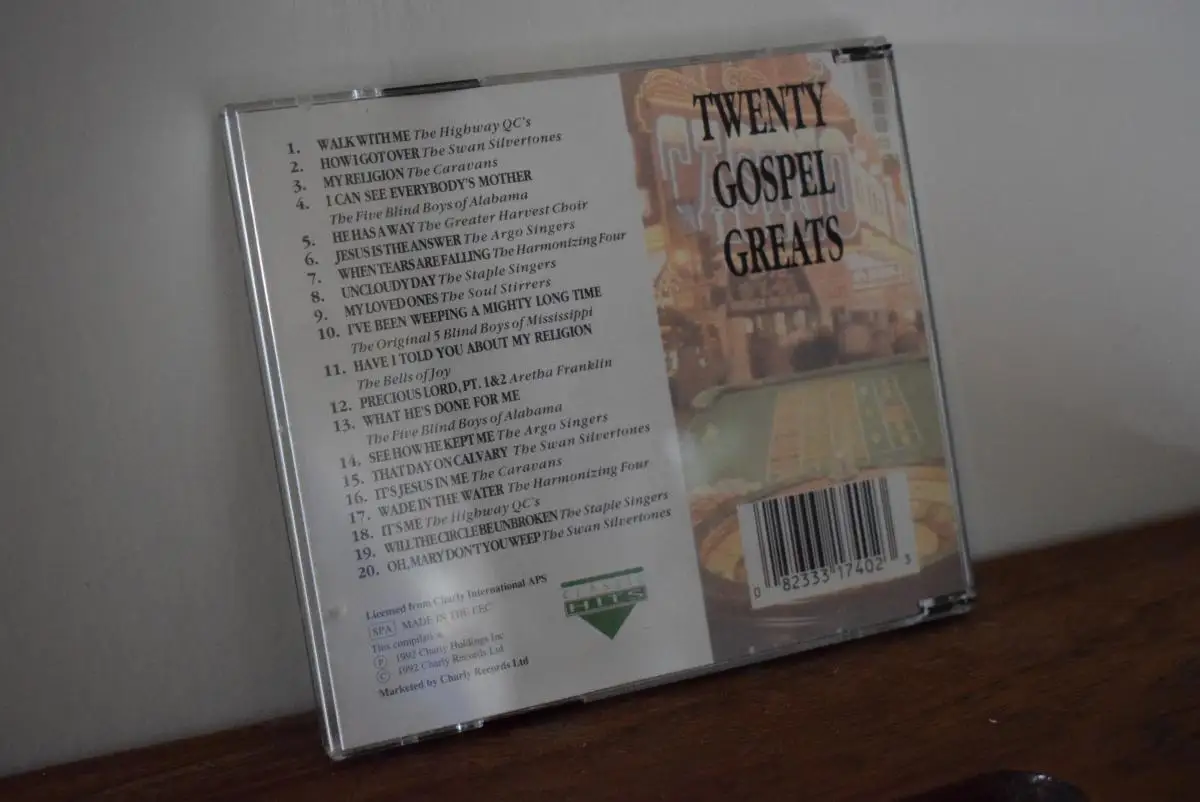 1. WALK WITH ME The Highway QC's
2. HOW I GOT OVER The Swan Silvertones
3. MY RELIGION The Caravans
4. I CAN SEE EVERYBODY'S MOTHER
The Five Blind Boys of Alabama
5. HE HAS A WAY The Greater Harvest Choir
6. JESUS IS THE ANSWER The Argo Singers
7. WHEN TEARS ARE FALLING The Harmonizing Four
8. UNCLOUDY DAY The Staple Singers
9. MY LOVED ONES The Soul Stirrers
10. I'VE BEEN WEEPING A MIGHTY LONG TIME
The Original 5 Blind Boys of Mississippi
11. HAVE I TOLD YOU ABOUT MY RELIGION
The Bells of Joy
12. PRECIOUS LORD, PT. 1&2 Aretha Franklin
13. WHAT HE'S DONE FOR ME
The Five Blind Boys of Alabama
14. SEE HOW HE KEPT ME The Argo Singers
15. THAT DAY ON CALVARY The Swan Silvertones
16. IT'S JESUS IN ME The Caravans
17. WADE IN THE WATER The Harmonizing Four
18. IT'S ME The Highway QC's
19. WILL THE CIRCLE BE UNBROKEN The Staple Singers
20. OH, MARY DON'T YOU WEEP The Swan Silvertones
Licensed from Charly International APS
SPA MADE IN THE EEC
This compilation
P 1992 Charly Holdings Inc
© 1992 Charly Records Ltd
Marketed by Charly Records Ltd
CLASSIC
HITS
TWENTY
GOSPEL
GREATS
CASINO
0 82333 17402 3